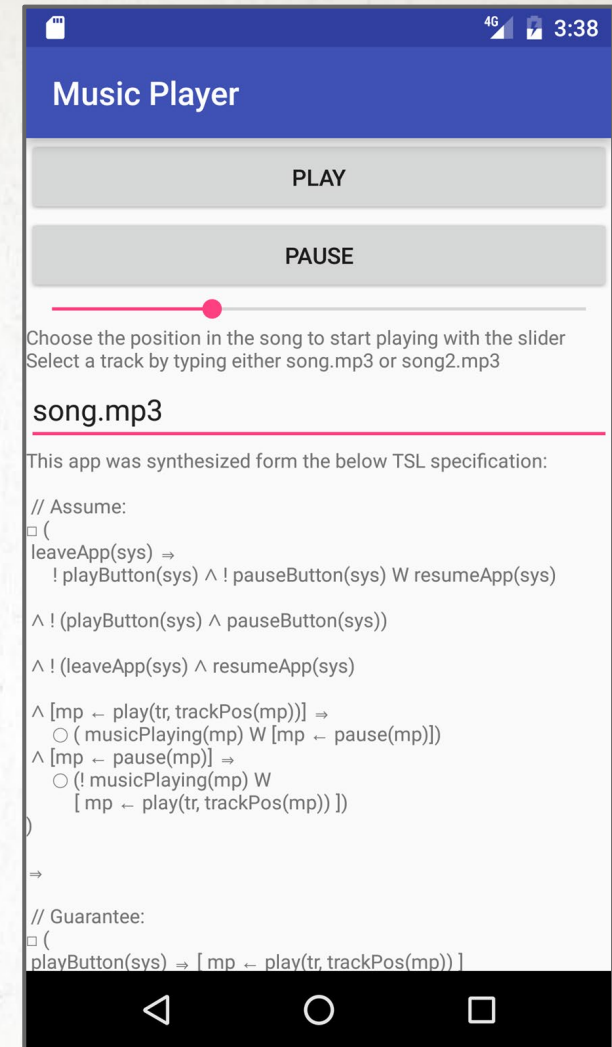 4G 3:38
Music Player
PLAY
PAUSE
Choose the position in the song to start playing with the slider
Select a track by typing either song.mp3 or song2.mp3
song.mp3
This app was synthesized form the below TSL specification:
// Assume:
□ (
leaveApp(sys) ⇒
! playButton(sys) ∧ ! pauseButton(sys) W resumeApp(sys)
∧ ! (playButton(sys) ∧ pauseButton(sys))
∧ ! (leaveApp(sys) ∧ resumeApp(sys)
∧ [mp ← play(tr, trackPos(mp))] ⇒
○ ( musicPlaying(mp) W [mp ← pause(mp)])
∧ [mp ← pause(mp)] ⇒
○ (! musicPlaying(mp) W
[ mp ← play(tr, trackPos(mp)) ])
)
⇒
// Guarantee:
□ (
playButton(sys) ⇒ [ mp ← play(tr, trackPos(mp)) ]